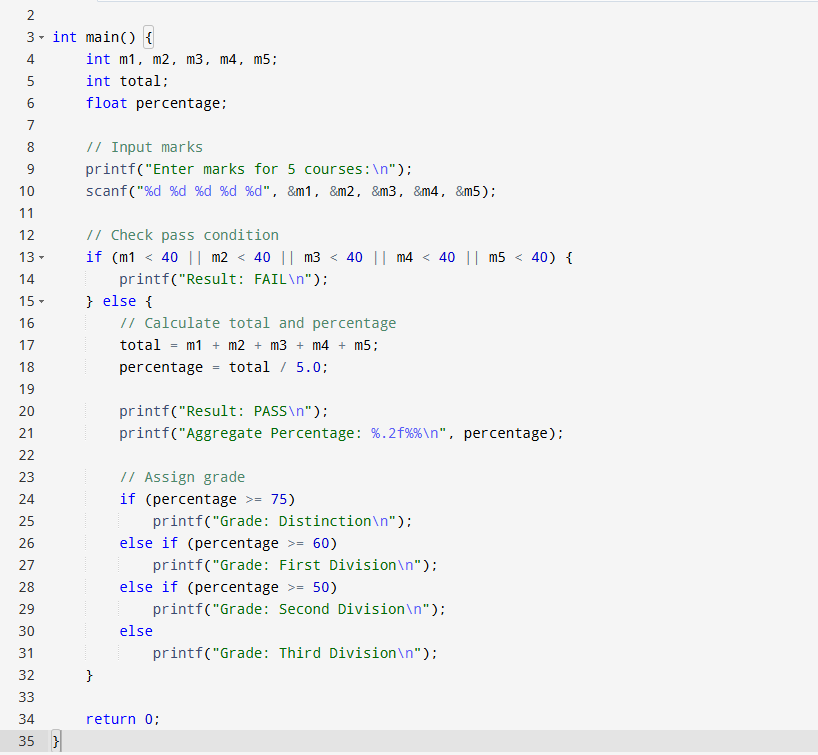 2
3 int main() {
4     int m1, m2, m3, m4, m5;
5     int total;
6     float percentage;
7
8     // Input marks
9     printf("Enter marks for 5 courses:\n");
10     scanf("%d %d %d %d %d", &m1, &m2, &m3, &m4, &m5);
11
12     // Check pass condition
13     if (m1 < 40 || m2 < 40 || m3 < 40 || m4 < 40 || m5 < 40) {
14         printf("Result: FAIL\n");
15     } else {
16         // Calculate total and percentage
17         total = m1 + m2 + m3 + m4 + m5;
18         percentage = total / 5.0;
19
20         printf("Result: PASS\n");
21         printf("Aggregate Percentage: %.2f%%\n", percentage);
22
23         // Assign grade
24         if (percentage >= 75)
25             printf("Grade: Distinction\n");
26         else if (percentage >= 60)
27             printf("Grade: First Division\n");
28         else if (percentage >= 50)
29             printf("Grade: Second Division\n");
30         else
31             printf("Grade: Third Division\n");
32     }
33
34     return 0;
35 }